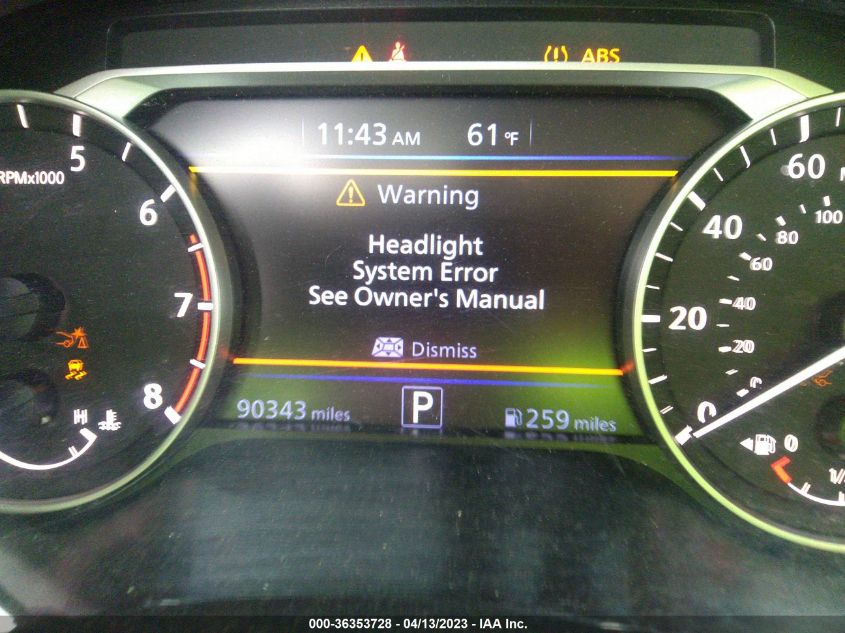 ABS
11:43 AM 61 °F
Warning
Headlight
System Error
See Owner's Manual
Dismiss
90343 miles
P
259 miles
RPMx1000
5
6
7
8
H
60
40
20
0
100
80
60
40
20
0
0
000-36353728 - 04/13/2023 - IAA Inc.